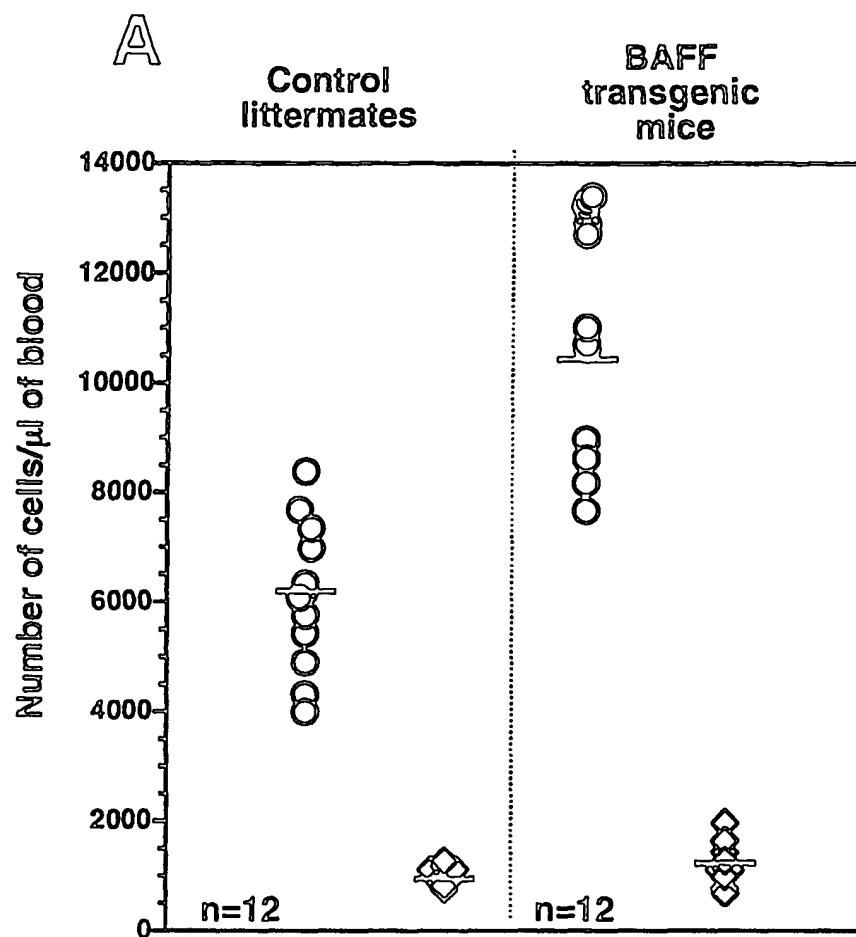 A
Control
littermates
BAFF
transgenic
mice
Number of cells/µl of blood
14000
12000
10000
8000
6000
4000
2000
0
n=12
n=12